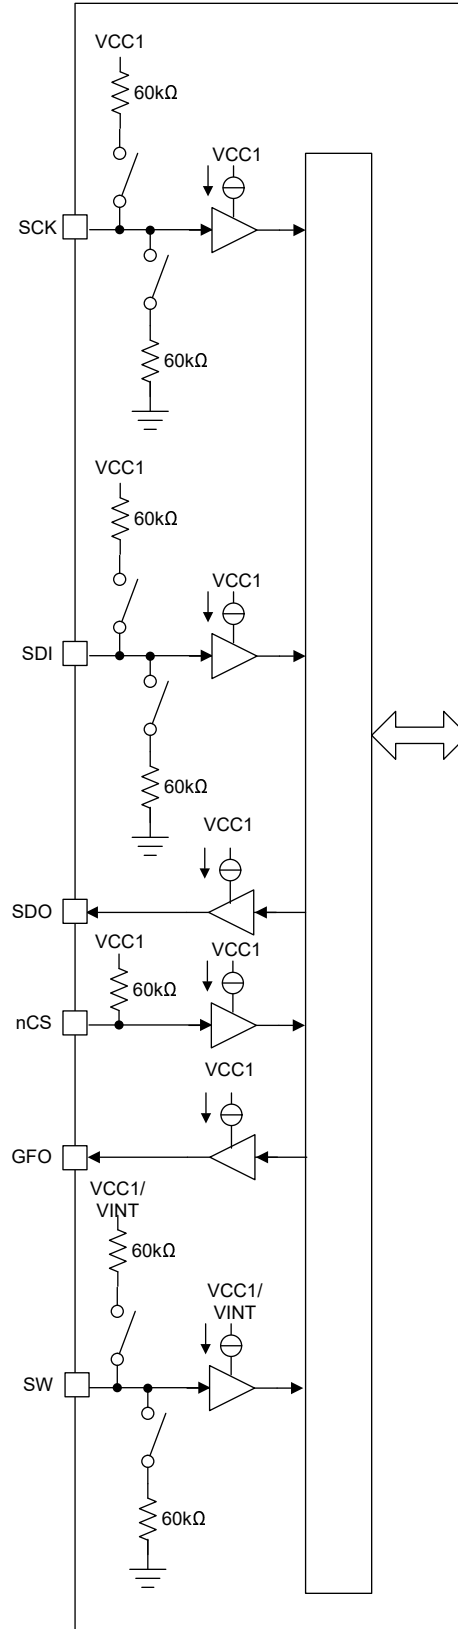 VCC1
60kΩ
VCC1
SCK
60kΩ
VCC1
60kΩ
VCC1
SDI
60kΩ
VCC1
SDO
VCC1
VCC1
60kΩ
nCS
VCC1
GFO
VCC1/
VINT
60kΩ
VCC1/
VINT
SW
60kΩ